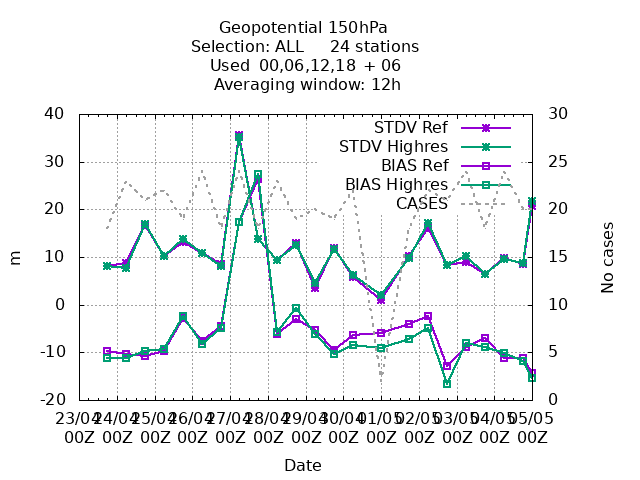 Geopotential 150hPa
Selection: ALL 24 stations
Used 00,06,12,18 + 06
Averaging window: 12h
40 30
STDV Ref
STDV Highres
30 25
BIAS Ref
BIAS Highres
CASES
20 20
10 15
m
No cases
0 10
-10 5
-20 0
23/04 24/04 25/04 26/04 27/04 28/04 29/04 30/04 01/05 02/05 03/05 04/05 05/05
00Z 00Z 00Z 00Z 00Z 00Z 00Z 00Z 00Z 00Z 00Z 00Z 00Z
Date